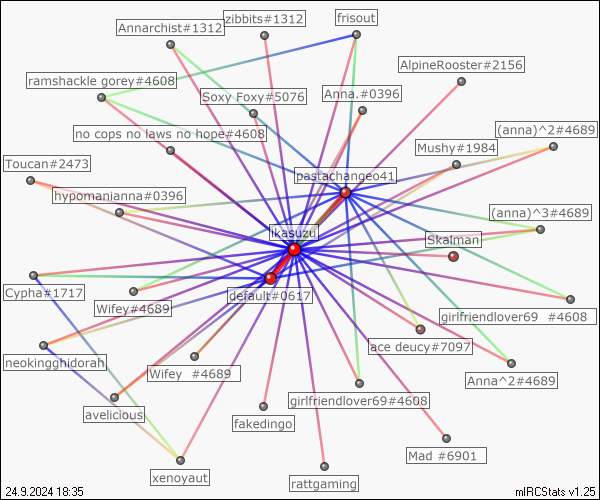 zibbits#1312
frisout
Annarchist#1312
AlpineRooster#2156
ramshackle gorey#4608
Soxy Foxy#5076
Anna.#0396
(anna)^2#4689
no cops no laws no hope#4608
Mushy#1984
Toucan#2473
pastachangeo41
hypomanianna#0396
(anna)^3#4689
ikasuzu
Skalman
Cypha#1717
default#0617
Wifey#4689
girlfriendlover69 #4608
ace deucy#7097
neokingghidorah
Wifey #4689
Anna^2#4689
girlfriendlover69#4608
avelicious
fakedingo
Mad #6901
xenoyaut
rattgaming
24.9.2024 18:35
mIRCStats v1.25